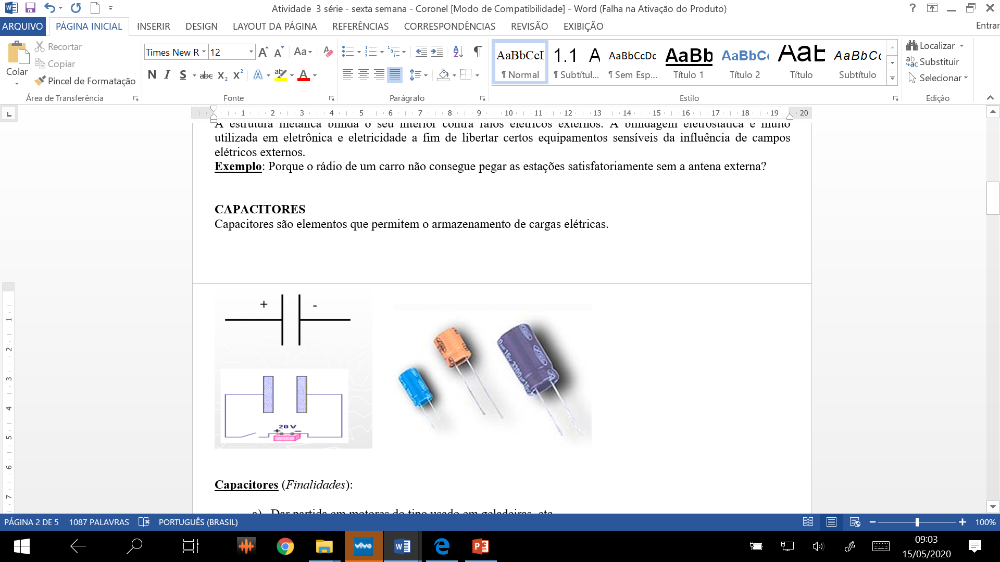 Atividade  3 série - sexta semana - Coronel [Modo de Compatibilidade] - Word (Falha na Ativação do Produto)
ARQUIVO PÁGINA INICIAL INSERIR DESIGN LAYOUT DA PÁGINA REFERÊNCIAS CORRESPONDÊNCIAS REVISÃO EXIBIÇÃO Entrar
Colar
Recortar
Copiar
Pincel de Formatação
Área de Transferência
Times New R 12
N I S abc X2 X2
Fonte
Parágrafo
AaBbCcI 1.1 A AaBbCcDc AaBb AaBbC AaB AaBbCc
¶ Normal ¶ Subtítul... ¶ Sem Esp... Título 1 Título 2 Título Subtítulo
Estilo
Localizar
Substituir
Selecionar
Edição
1 2 3 4 5 6 7 8 9 10 11 12 13 14 15 16 17 18 19 20
A estrutura metálica blinda o seu interior contra raios elétricos externos. A blindagem eletrostática é muito
utilizada em eletrônica e eletricidade a fim de libertar certos equipamentos sensíveis da influência de campos
elétricos externos.
Exemplo: Porque o rádio de um carro não consegue pegar as estações satisfatoriamente sem a antena externa?
CAPACITORES
Capacitores são elementos que permitem o armazenamento de cargas elétricas.
+ -
20 V
+ -
1
2
3
4
5
6
7
Capacitores (Finalidades):
a) Dar partida em motores do tipo usado em geladeiras, etc
PÁGINA 2 DE 5 1087 PALAVRAS PORTUGUÊS (BRASIL) 100%
vivo
09:03
15/05/2020